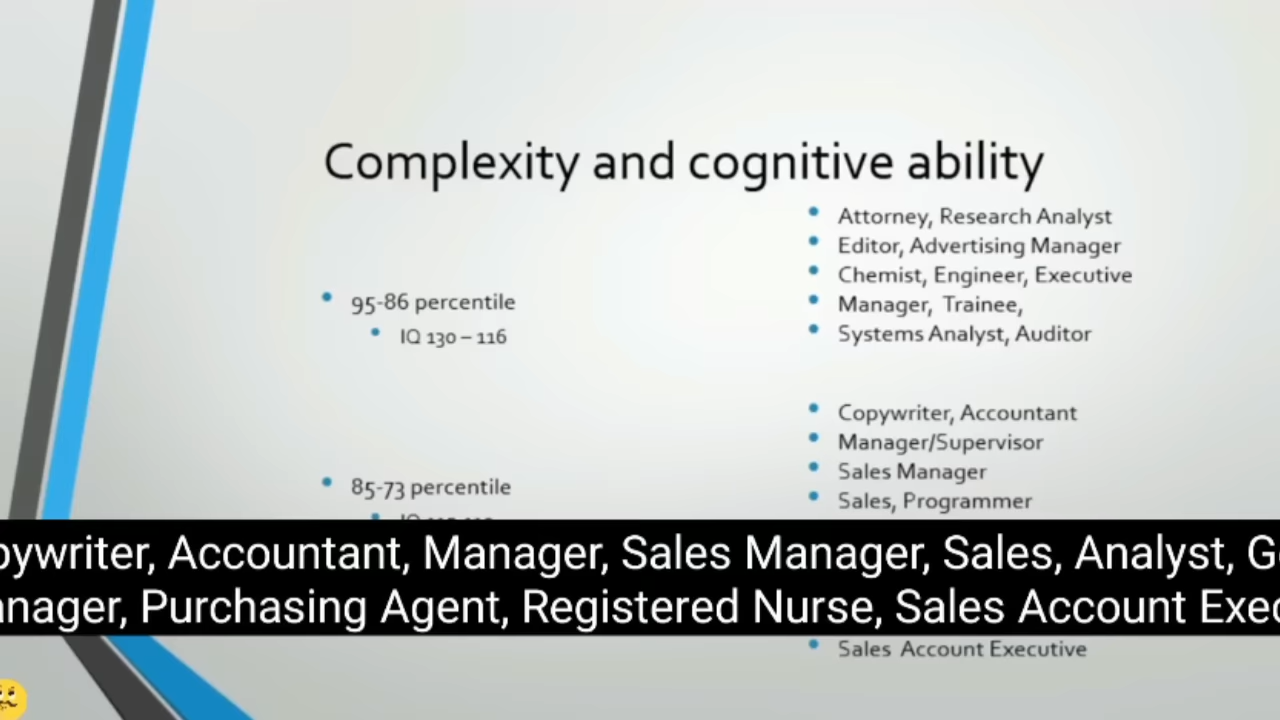 Complexity and cognitive ability
95-86 percentile
IQ 130 – 116
Attorney, Research Analyst
Editor, Advertising Manager
Chemist, Engineer, Executive
Manager, Trainee,
Systems Analyst, Auditor
85-73 percentile
IQ
Copywriter, Accountant
Manager/Supervisor
Sales Manager
Sales, Programmer
pywriter, Accountant, Manager, Sales Manager, Sales, Analyst, G
nager, Purchasing Agent, Registered Nurse, Sales Account Exec
Sales Account Executive